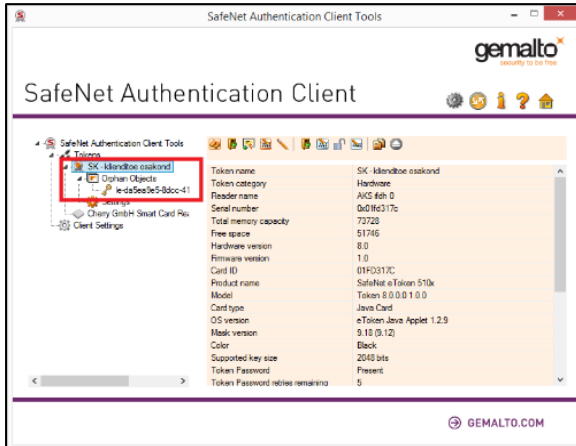 SafeNet Authentication Client Tools
gemalto
security to be free
SafeNet Authentication Client
SafeNet Authentication Client Tools
Tokens
SK - kliendtoe osakond
Orphan Objects
le-da5ea9e5-8dcc-41
Settings
Cherry GmbH Smart Card Rea
Client Settings
Token name SK - kliendtoe osakond
Token category Hardware
Reader name AKS ifdh 0
Serial number 0x01fd317c
Total memory capacity 73728
Free space 51746
Hardware version 8.0
Firmware version 1.0
Card ID 01FD317C
Product name SafeNet eToken 510x
Model Token 8.0.0.0 1.0.0
Card type Java Card
OS version eToken Java Applet 1.2.9
Mask version 9.18 (9.12)
Color Black
Supported key size 2048 bits
Token Password Present
Token Password retries remaining 5
GEMALTO.COM